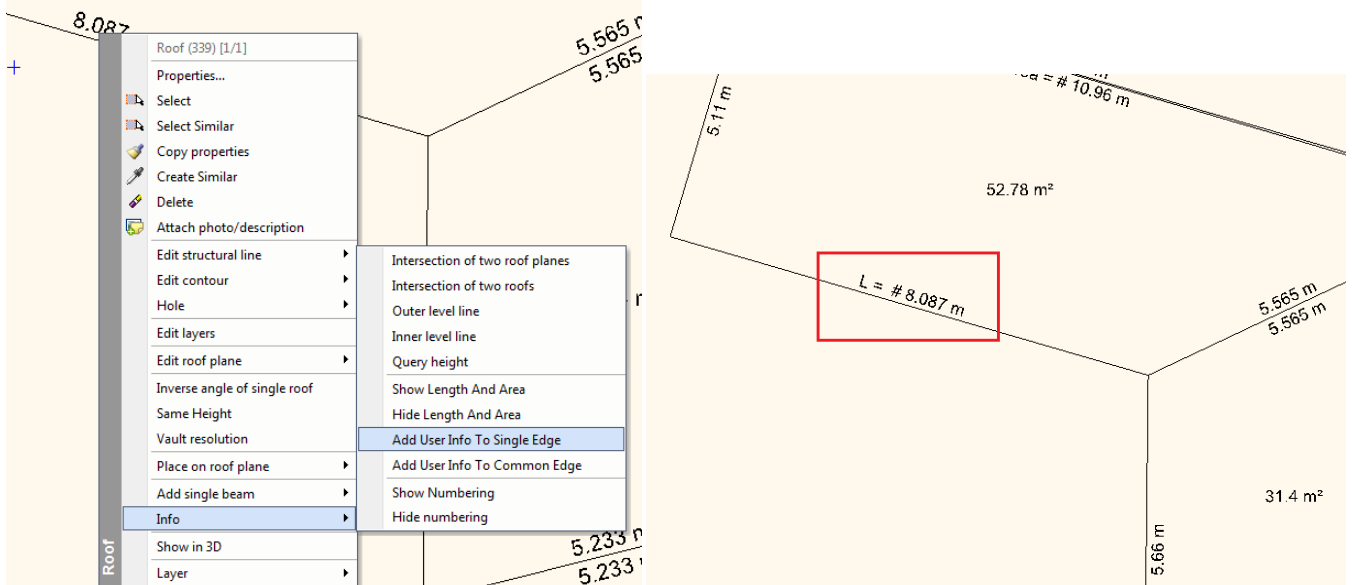 8.087
5.565
5.565
Roof (339) [1/1]
Properties...
Select
Select Similar
Copy properties
Create Similar
Delete
Attach photo/description
Edit structural line
Edit contour
Hole
Edit layers
Edit roof plane
Inverse angle of single roof
Same Height
Vault resolution
Place on roof plane
Add single beam
Info
Show in 3D
Layer
Roof
Intersection of two roof planes
Intersection of two roofs
Outer level line
Inner level line
Query height
Show Length And Area
Hide Length And Area
Add User Info To Single Edge
Add User Info To Common Edge
Show Numbering
Hide numbering
5.233
5.233
= # 10.96 m
5.11 m
52.78 m²
L = # 8.087 m
5.565 m
5.565 m
31.4 m²
5.66 m